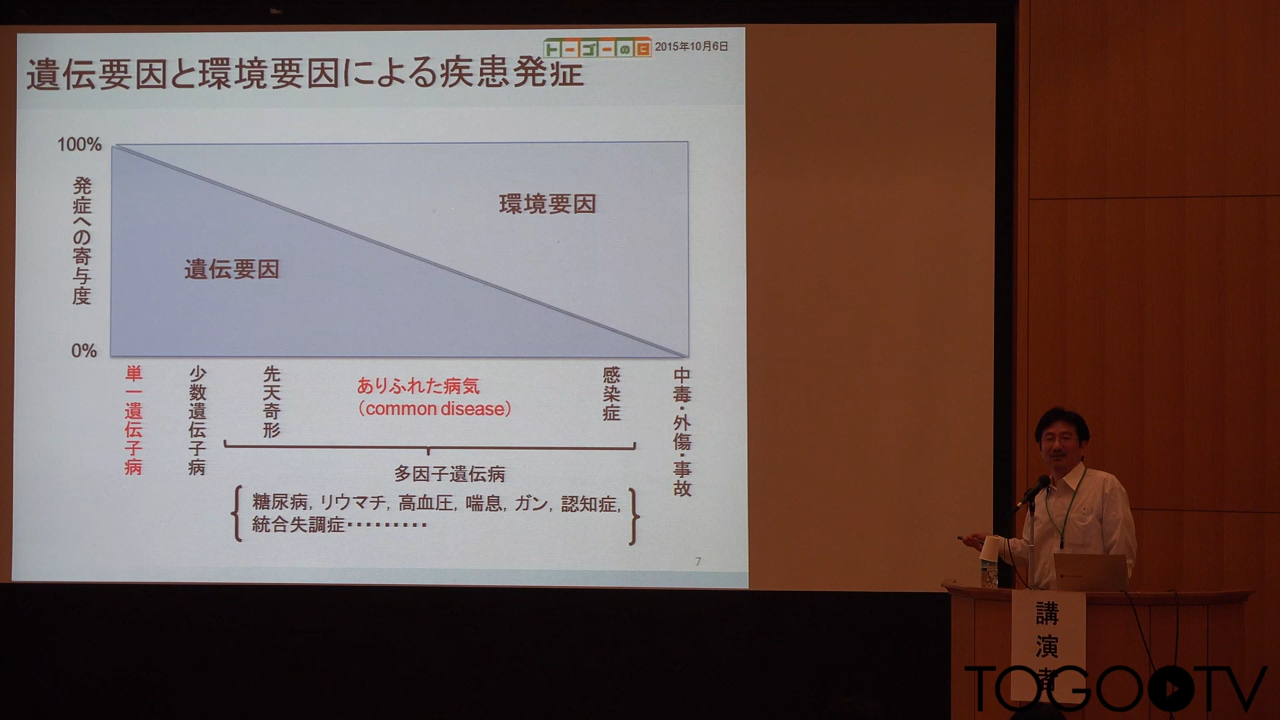 トーゴーの日 2015年10月6日
遺伝要因と環境要因による疾患発症
100%
発症への寄与度
環境要因
遺伝要因
0%
単一遺伝子病
少数遺伝子病
先天奇形
ありふれた病気
（common disease）
感染症
中毒・外傷・事故
多因子遺伝病
糖尿病，リウマチ，高血圧，喘息，ガン，認知症，
統合失調症・・・・・・・・・
7
講演者
TOGOTV